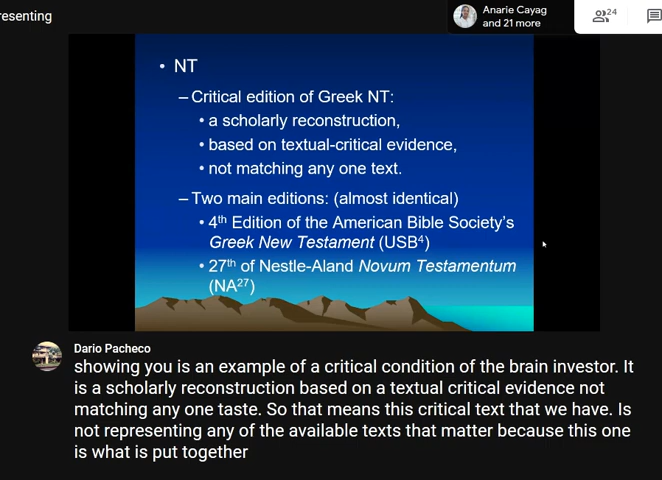 resenting
Anarie Cayag
and 21 more
24
• NT
– Critical edition of Greek NT:
• a scholarly reconstruction,
• based on textual-critical evidence,
• not matching any one text.
– Two main editions: (almost identical)
• 4th Edition of the American Bible Society's
Greek New Testament (USB4)
• 27th of Nestle-Aland Novum Testamentum
(NA27)
Dario Pacheco
showing you is an example of a critical condition of the brain investor. It
is a scholarly reconstruction based on a textual critical evidence not
matching any one taste. So that means this critical text that we have. Is
not representing any of the available texts that matter because this one
is what is put together